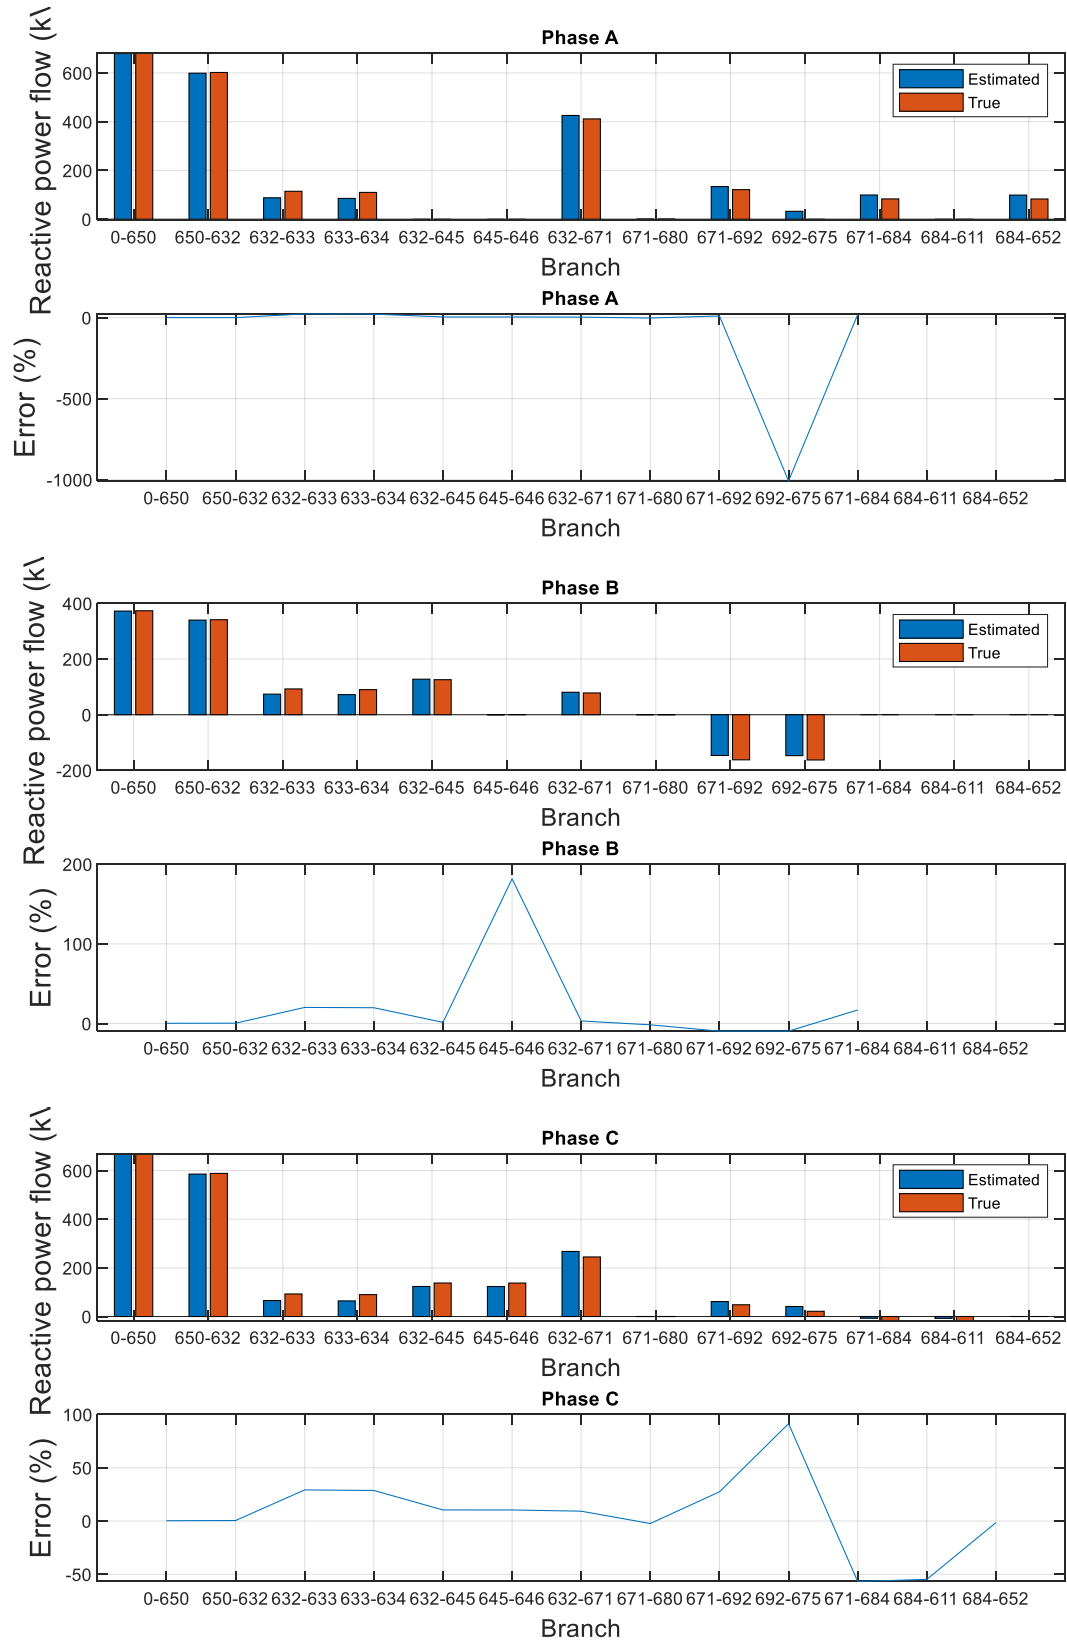 Phase A
Reactive power flow (k\
600
400
200
0
Estimated
True
0-650 650-632 632-633 633-634 632-645 645-646 632-671 671-680 671-692 692-675 671-684 684-611 684-652
Branch
Phase A
Error (%)
0
-500
-1000
0-650 650-632 632-633 633-634 632-645 645-646 632-671 671-680 671-692 692-675 671-684 684-611 684-652
Branch
Phase B
Reactive power flow (k\
400
200
0
-200
Estimated
True
0-650 650-632 632-633 633-634 632-645 645-646 632-671 671-680 671-692 692-675 671-684 684-611 684-652
Branch
Phase B
Error (%)
200
100
0
0-650 650-632 632-633 633-634 632-645 645-646 632-671 671-680 671-692 692-675 671-684 684-611 684-652
Branch
Phase C
Reactive power flow (k\
600
400
200
0
Estimated
True
0-650 650-632 632-633 633-634 632-645 645-646 632-671 671-680 671-692 692-675 671-684 684-611 684-652
Branch
Phase C
Error (%)
100
50
0
-50
0-650 650-632 632-633 633-634 632-645 645-646 632-671 671-680 671-692 692-675 671-684 684-611 684-652
Branch